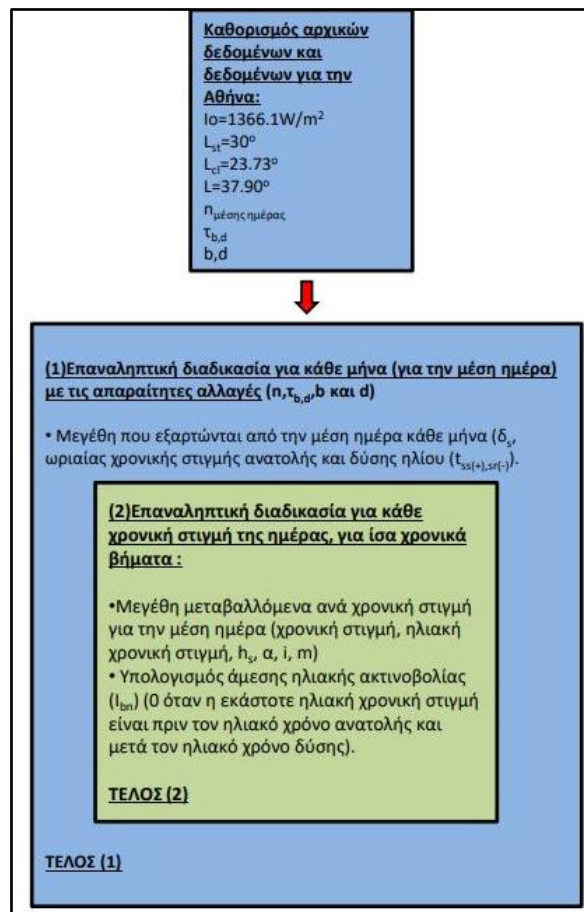 Καθορισμός αρχικών
δεδομένων και
δεδομένων για την
Αθήνα:
Io=1366.1W/m²
Lst=30°
Lcl=23.73°
L=37.90°
nμέσης ημέρας
τb,d
b,d
(1)Επαναληπτική διαδικασία για κάθε μήνα (για την μέση ημέρα)
με τις απαραίτητες αλλαγές (n,τb,d,b και d)
• Μεγέθη που εξαρτώνται από την μέση ημέρα κάθε μήνα (δs,
ωριαίας χρονικής στιγμής ανατολής και δύσης ηλίου (tss(+),sr(-)).
(2)Επαναληπτική διαδικασία για κάθε
χρονική στιγμή της ημέρας, για ίσα χρονικά
βήματα :
•Μεγέθη μεταβαλλόμενα ανά χρονική στιγμή
για την μέση ημέρα (χρονική στιγμή, ηλιακή
χρονική στιγμή, hs, α, i, m)
• Υπολογισμός άμεσης ηλιακής ακτινοβολίας
(Ibn) (0 όταν η εκάστοτε ηλιακή χρονική στιγμή
είναι πριν τον ηλιακό χρόνο ανατολής και
μετά τον ηλιακό χρόνο δύσης).
ΤΕΛΟΣ (2)
ΤΕΛΟΣ (1)